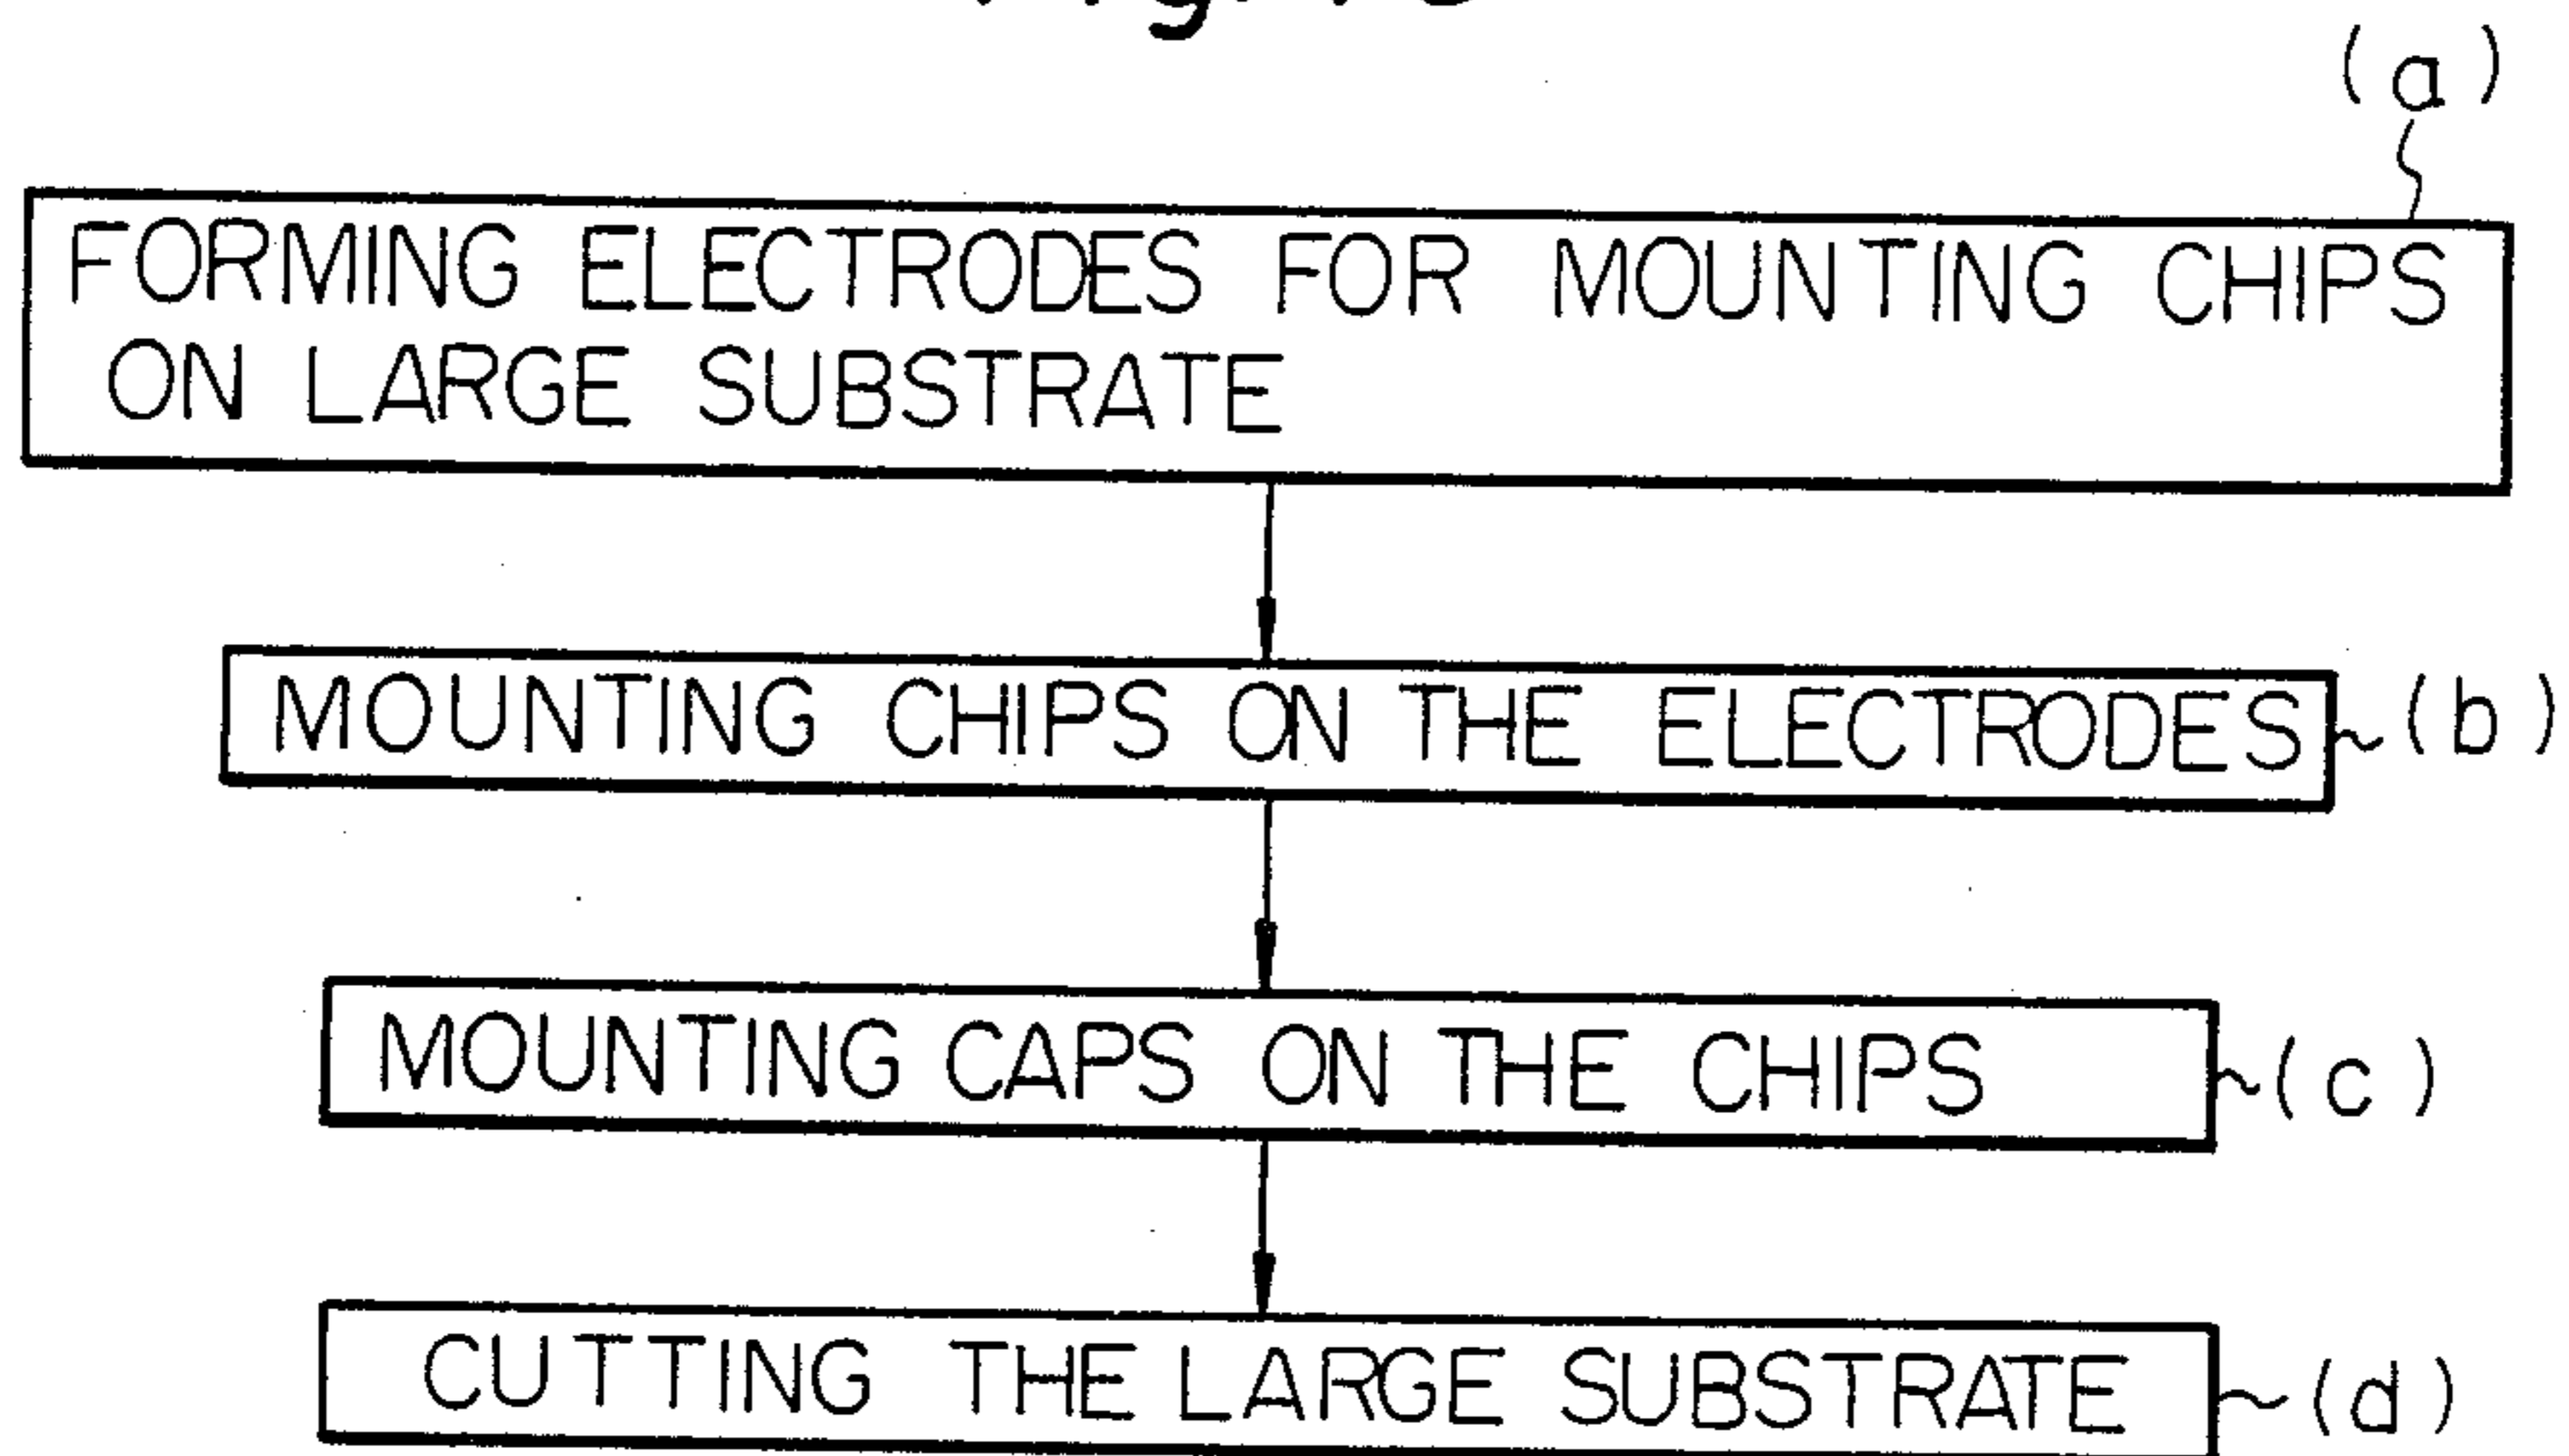 (a)
FORMING ELECTRODES FOR MOUNTING CHIPS
ON LARGE SUBSTRATE
MOUNTING CHIPS ON THE ELECTRODES
(b)
MOUNTING CAPS ON THE CHIPS
(c)
CUTTING THE LARGE SUBSTRATE
(d)